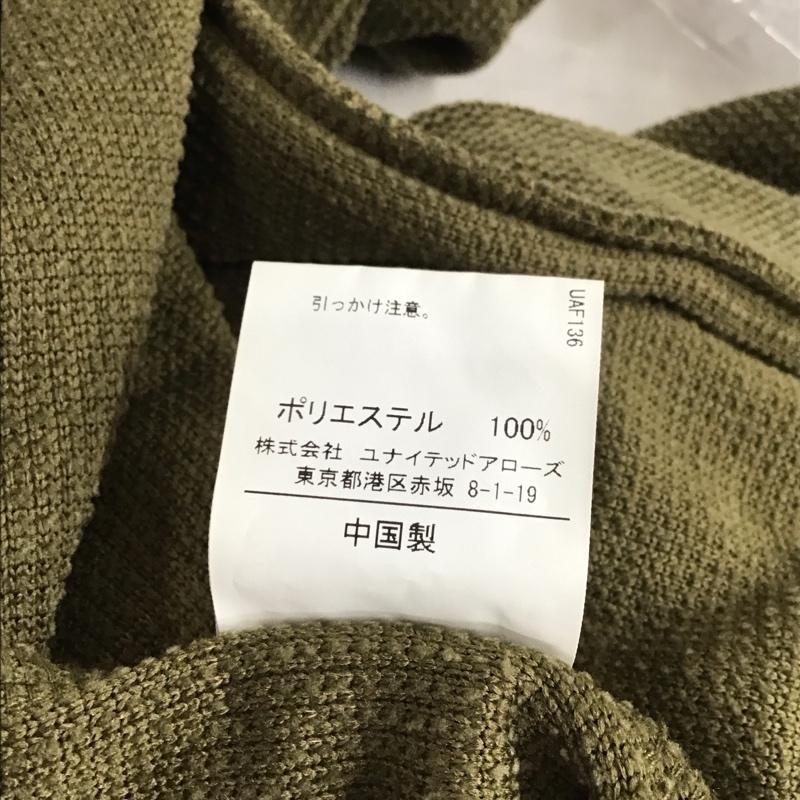 引っかけ注意。
UAF136
ポリエステル 100%
株式会社 ユナイテッドアローズ
東京都港区赤坂 8-1-19
中国製